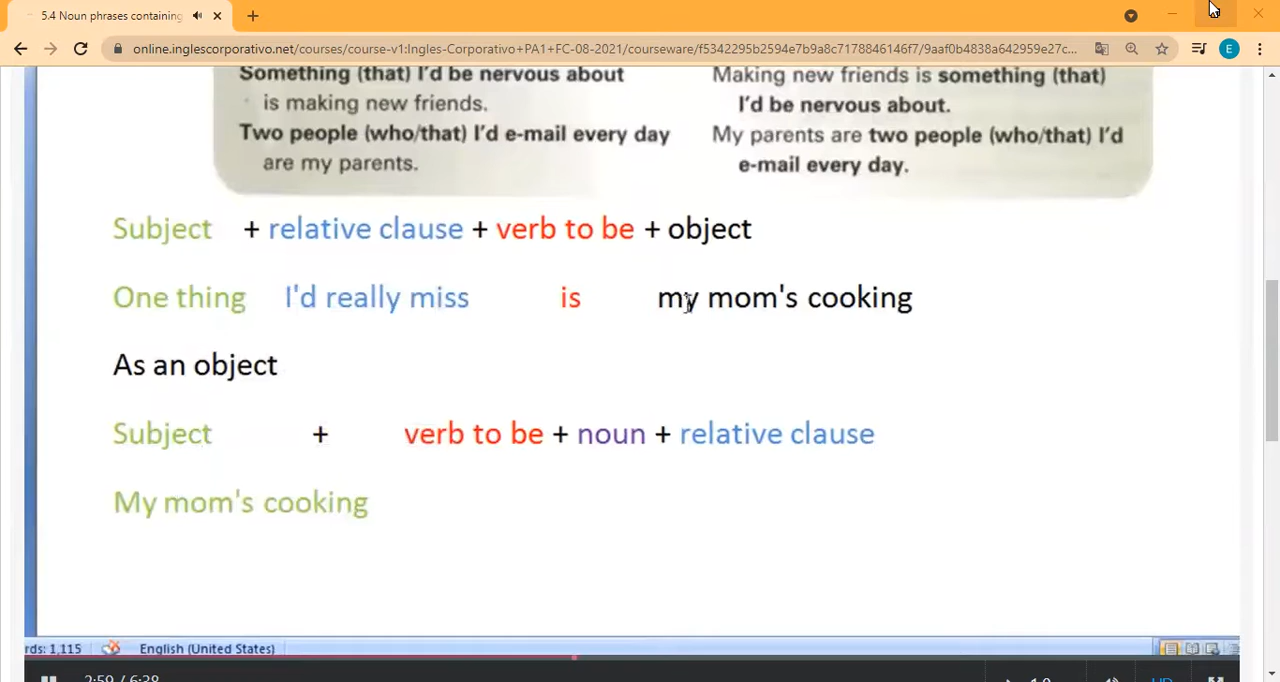 5.4 Noun phrases containing
online.inglescorporativo.net/courses/course-v1:Ingles-Corporativo+PA1+FC-08-2021/courseware/f5342295b2594e7b9a8c7178846146f7/9aaf0b4838a642959e27c...
E
Something (that) I'd be nervous about
is making new friends.
Two people (who/that) I'd e-mail every day
are my parents.
Making new friends is something (that)
I'd be nervous about.
My parents are two people (who/that) I'd
e-mail every day.
Subject + relative clause + verb to be + object
One thing I'd really miss is my mom's cooking
As an object
Subject + verb to be + noun + relative clause
My mom's cooking
rds: 1,115 English (United States)
2:59 / 6:38 1.0 HD